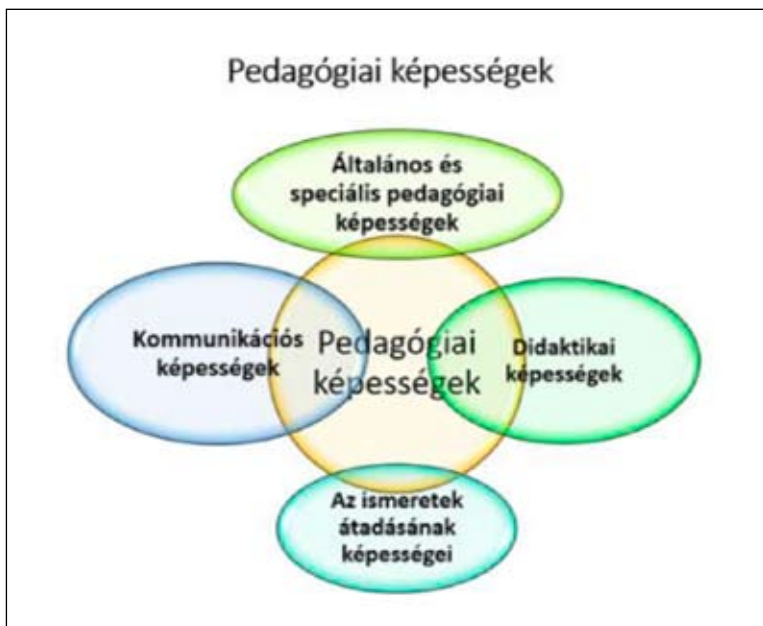 Pedagógiai képességek
Általános és
speciális pedagógiai
képességek
Kommunikációs
képességek
Pedagógiai
képességek
Didaktikai
képességek
Az ismeretek
átadásának
képességei